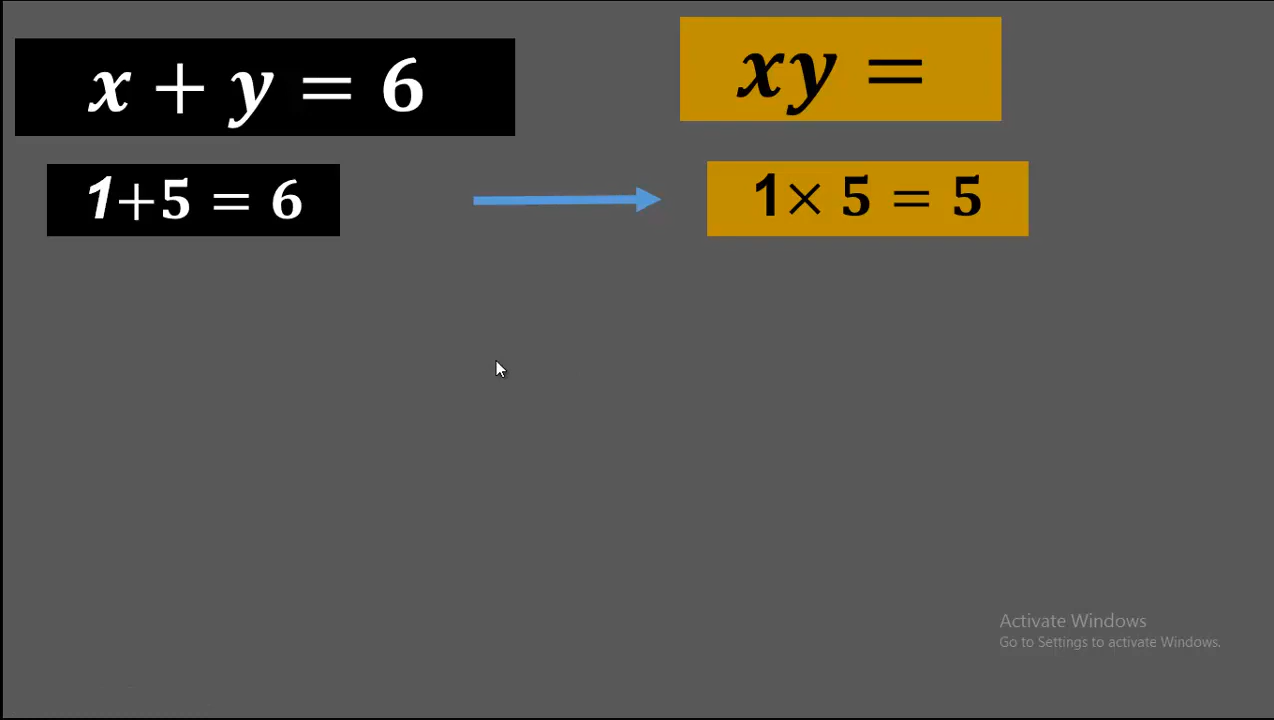 x + y = 6
xy =
1+5 = 6
1× 5 = 5
Activate Windows
Go to Settings to activate Windows.